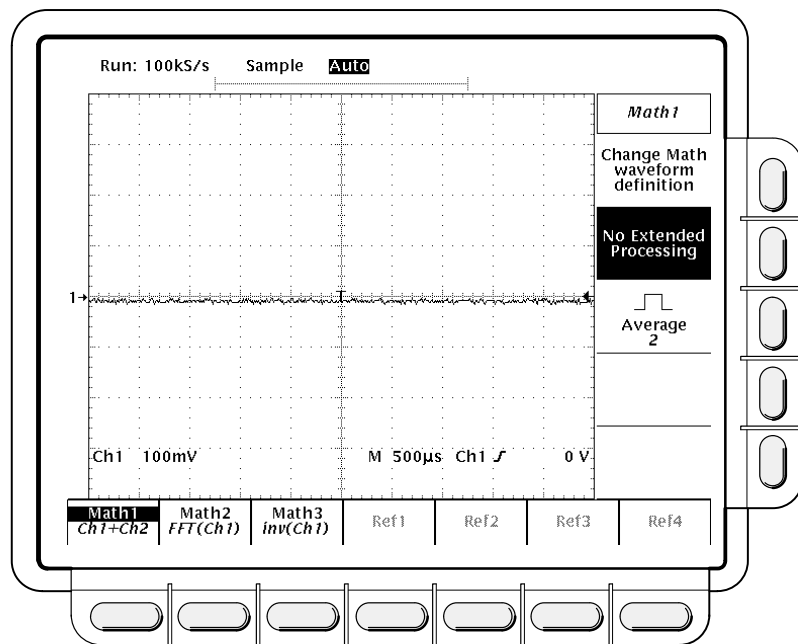 Run: 100kS/s Sample Auto
Math1
Change Math
waveform
definition
No Extended
Processing
Average
2
1
T
Ch1 100mV M 500µs Ch1 0 V
Math1
Ch1+Ch2
Math2
FFT(Ch1)
Math3
inv(Ch1)
Ref1
Ref2
Ref3
Ref4